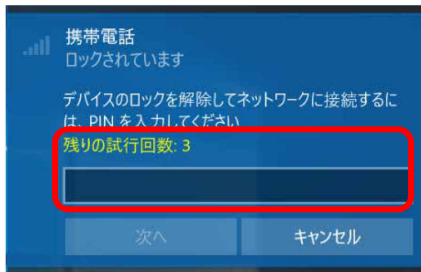 携帯電話
ロックされています
デバイスのロックを解除してネットワークに接続するに
は、PIN を入力してください
残りの試行回数: 3
次へ
キャンセル